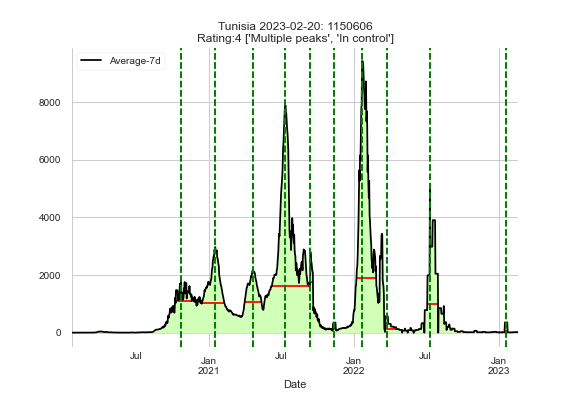 Tunisia 2023-02-20: 1150606
Rating:4 ['Multiple peaks', 'In control']
Average-7d
8000
6000
4000
2000
0
Jul
Jan
2021
Jul
Jan
2022
Jul
Jan
2023
Date